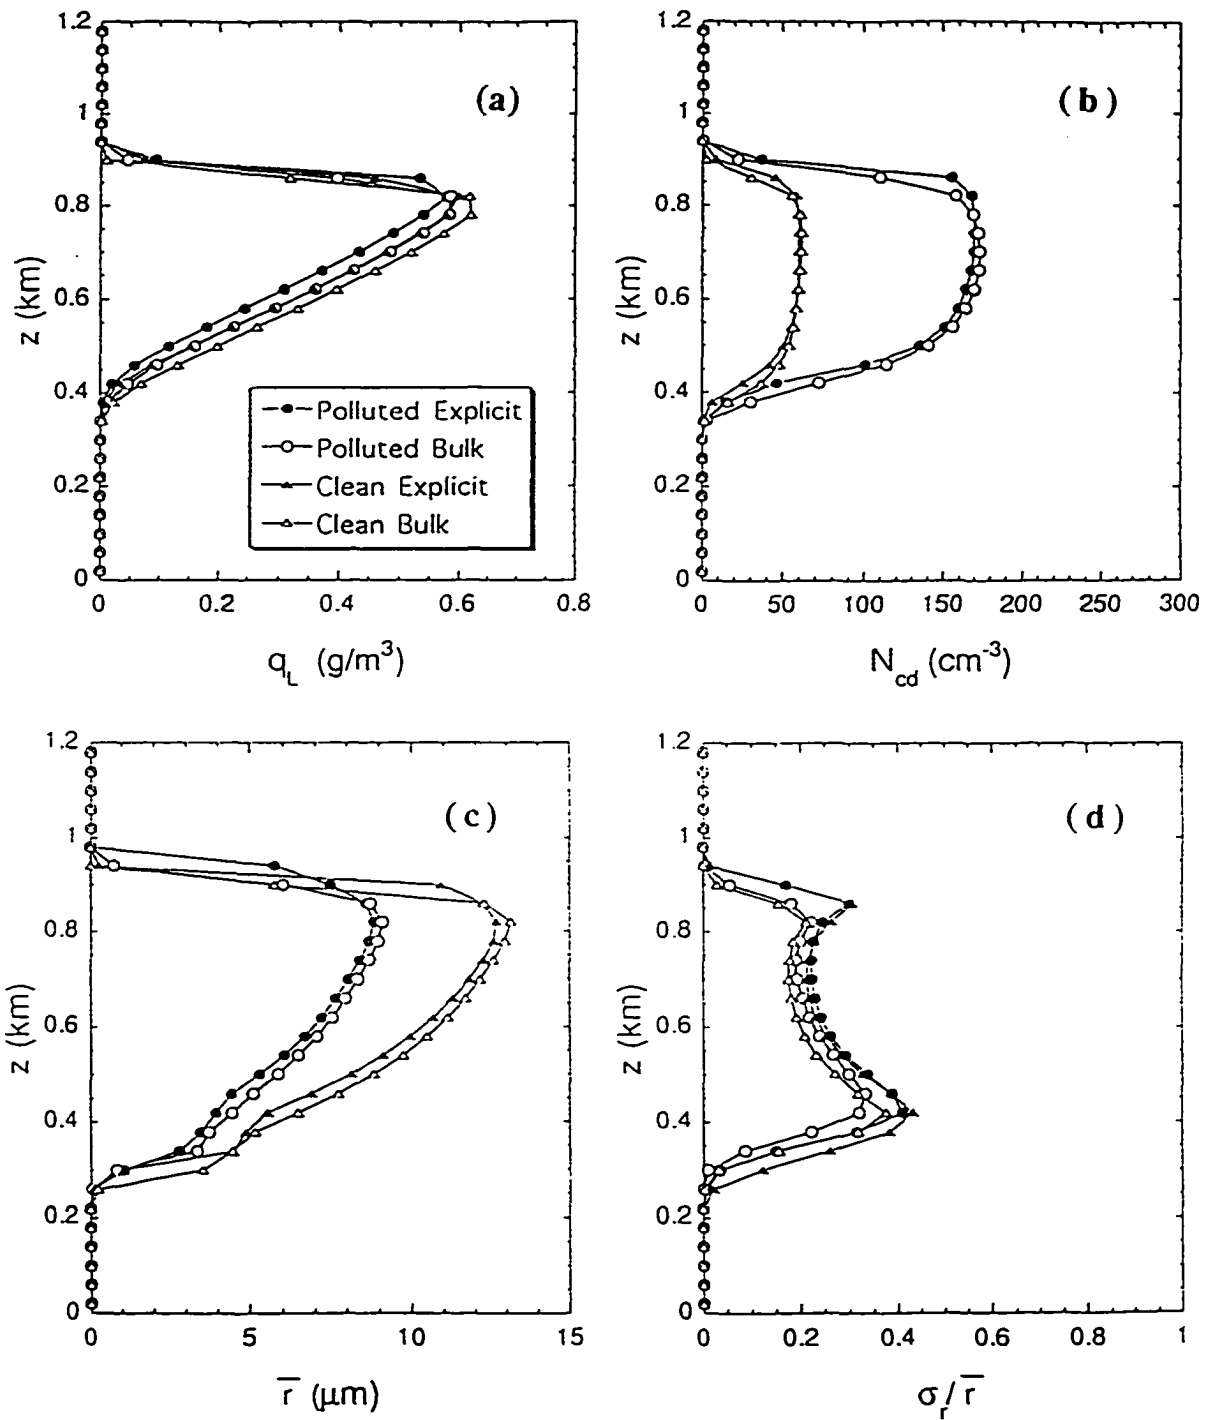 1.2
1
0.8
0.6
0.4
0.2
0
z (km)
(a)
Polluted Explicit
Polluted Bulk
Clean Explicit
Clean Bulk
0 0.2 0.4 0.6 0.8
q_L (g/m³)
1.2
1
0.8
0.6
0.4
0.2
0
z (km)
(b)
0 50 100 150 200 250 300
N_cd (cm⁻³)
1.2
1
0.8
0.6
0.4
0.2
0
z (km)
(c)
0 5 10 15
r̅ (μm)
1.2
1
0.8
0.6
0.4
0.2
0
z (km)
(d)
0 0.2 0.4 0.6 0.8 1
σ_r/r̅